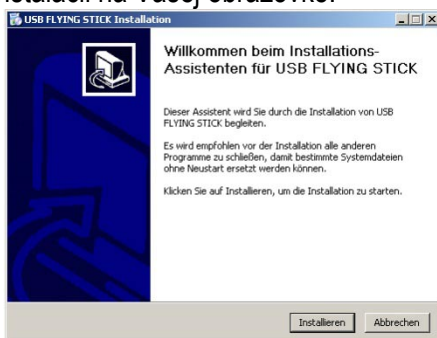 na Vašej obrazovke.
USB FLYING STICK Installation
Willkommen beim Installations-
Assistenten für USB FLYING STICK
Dieser Assistent wird Sie durch die Installation von USB
FLYING STICK begleiten.
Es wird empfohlen vor der Installation alle anderen
Programme zu schließen, damit bestimmte Systemdateien
ohne Neustart ersetzt werden können.
Klicken Sie auf Installieren, um die Installation zu starten.
Installieren
Abbrechen